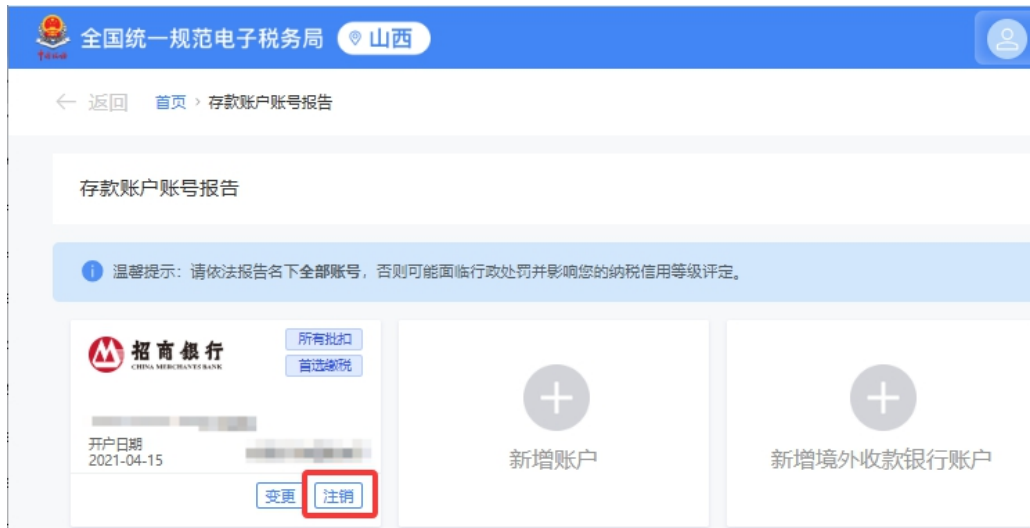 全国统一规范电子税务局 山西
返回 首页 > 存款账户账号报告
存款账户账号报告
温馨提示：请依法报告名下全部账号，否则可能面临行政处罚并影响您的纳税信用等级评定。
招商银行
CHINA MERCHANTS BANK
所有批扣
首选缴税
开户日期
2021-04-15
变更 注销
新增账户
新增境外收款银行账户